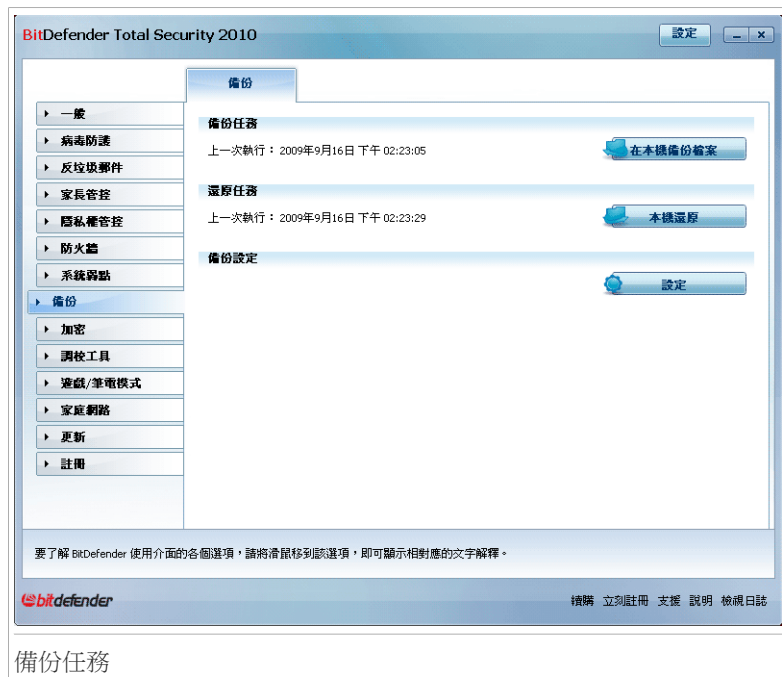 BitDefender Total Security 2010
設定
備份
一般
病毒防護
反垃圾郵件
家長管控
隱私權管控
防火牆
系統弱點
備份
加密
調校工具
遊戲/筆電模式
家庭網路
更新
註冊
備份任務
上一次執行：2009年9月16日 下午 02:23:05
在本機備份檔案
還原任務
上一次執行：2009年9月16日 下午 02:23:29
本機還原
備份設定
設定
要了解 BitDefender 使用介面的各個選項，請將滑鼠移到該選項，即可顯示相對應的文字解釋。
bitdefender
續購 立刻註冊 支援 說明 檢視日誌
備份任務